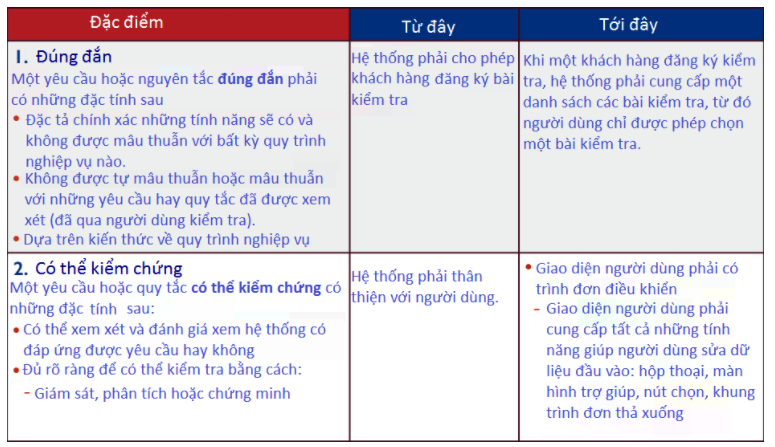 Đặc điểm
Từ đây
Tới đây
1. Đúng đắn
Một yêu cầu hoặc nguyên tắc đúng đắn phải
có những đặc tính sau
• Đặc tả chính xác những tính năng sẽ có và
không được mâu thuẫn với bất kỳ quy trình
nghiệp vụ nào.
• Không được tự mâu thuẫn hoặc mâu thuẫn
với những yêu cầu hay quy tắc đã được xem
xét (đã qua người dùng kiểm tra).
• Dựa trên kiến thức về quy trình nghiệp vụ
Hệ thống phải cho phép
khách hàng đăng ký bài
kiểm tra
Khi một khách hàng đăng ký kiểm
tra, hệ thống phải cung cấp một
danh sách các bài kiểm tra, từ đó
người dùng chỉ được phép chọn
một bài kiểm tra.
2. Có thể kiểm chứng
Một yêu cầu hoặc quy tắc có thể kiểm chứng có
những đặc tính sau:
• Có thể xem xét và đánh giá xem hệ thống có
đáp ứng được yêu cầu hay không
• Đủ rõ ràng để có thể kiểm tra bằng cách:
- Giám sát, phân tích hoặc chứng minh
Hệ thống phải thân
thiện với người dùng.
• Giao diện người dùng phải có
trình đơn điều khiển
- Giao diện người dùng phải
cung cấp tất cả những tính
năng giúp người dùng sửa dữ
liệu đầu vào: hộp thoại, màn
hình trợ giúp, nút chọn, khung
trình đơn thả xuống